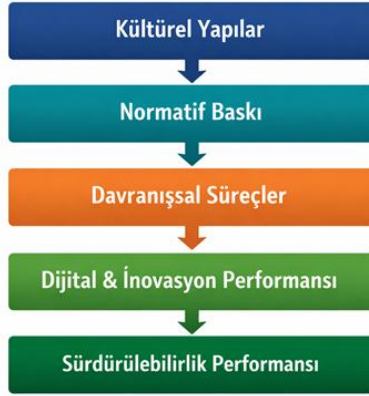 Kültürel Yapılar
Normatif Baskı
Davranışsal Süreçler
Dijital & İnovasyon Performansı
Sürdürülebilirlik Performansı